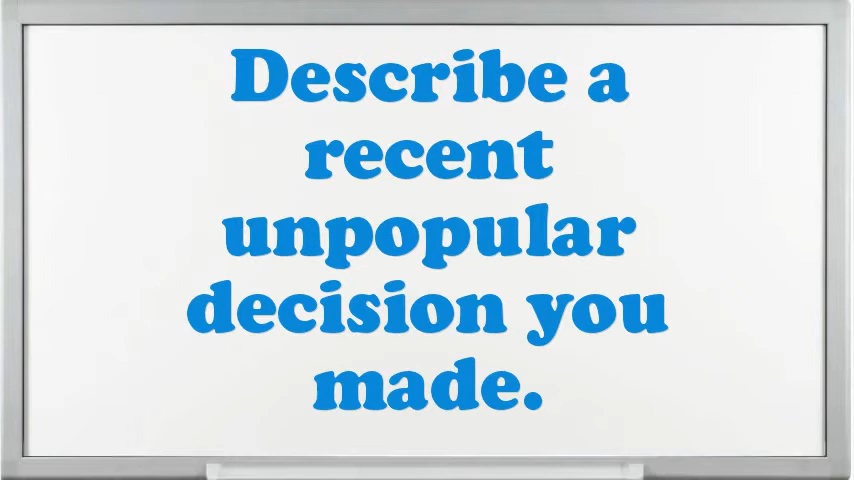 Describe a
recent
unpopular
decision you
made.